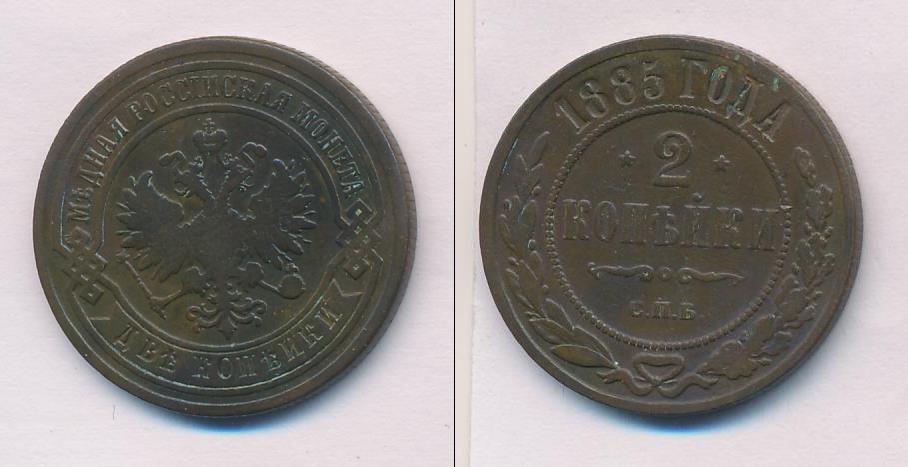 МѢДНАЯ РОССІЙСКАЯ МОНЕТА
ДВѢ КОПѢЙКИ
1885 ГОДА
2
КОПѢЙКИ
С.П.Б.